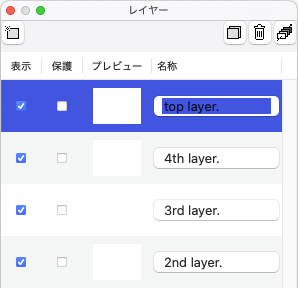 レイヤー
表示 保護 プレビュー 名称
top layer.
4th layer.
3rd layer.
2nd layer.